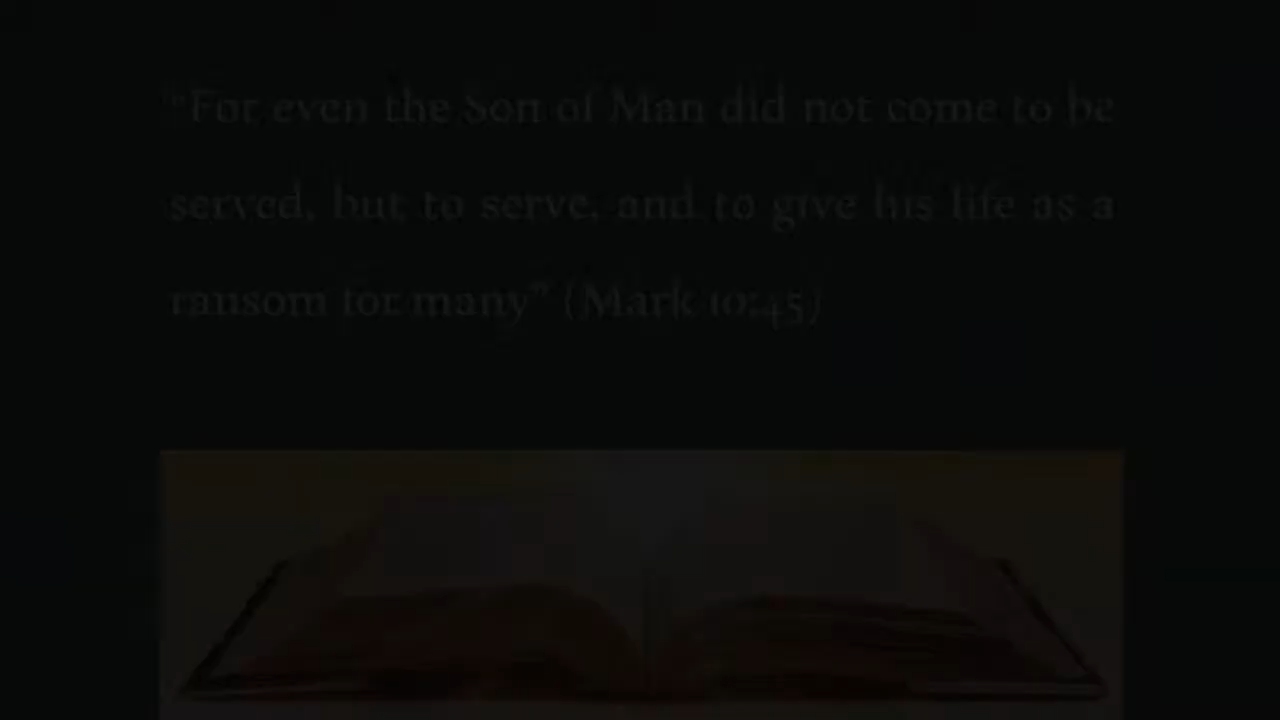 “For even the Son of Man did not come to be
served, but to serve, and to give his life as a
ransom for many” (Mark 10:45)